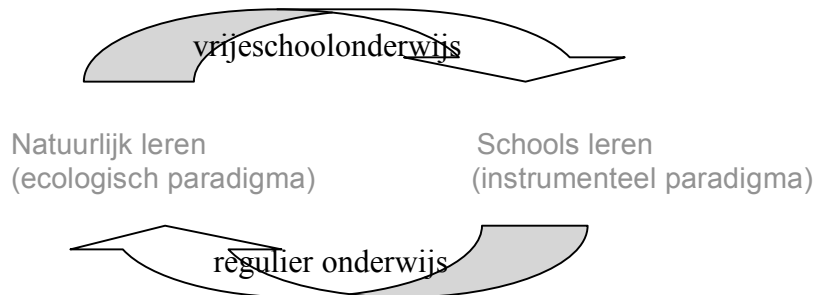 vrijeschoolonderwijs
Natuurlijk leren
(ecologisch paradigma)
Schools leren
(instrumenteel paradigma)
regulier onderwijs